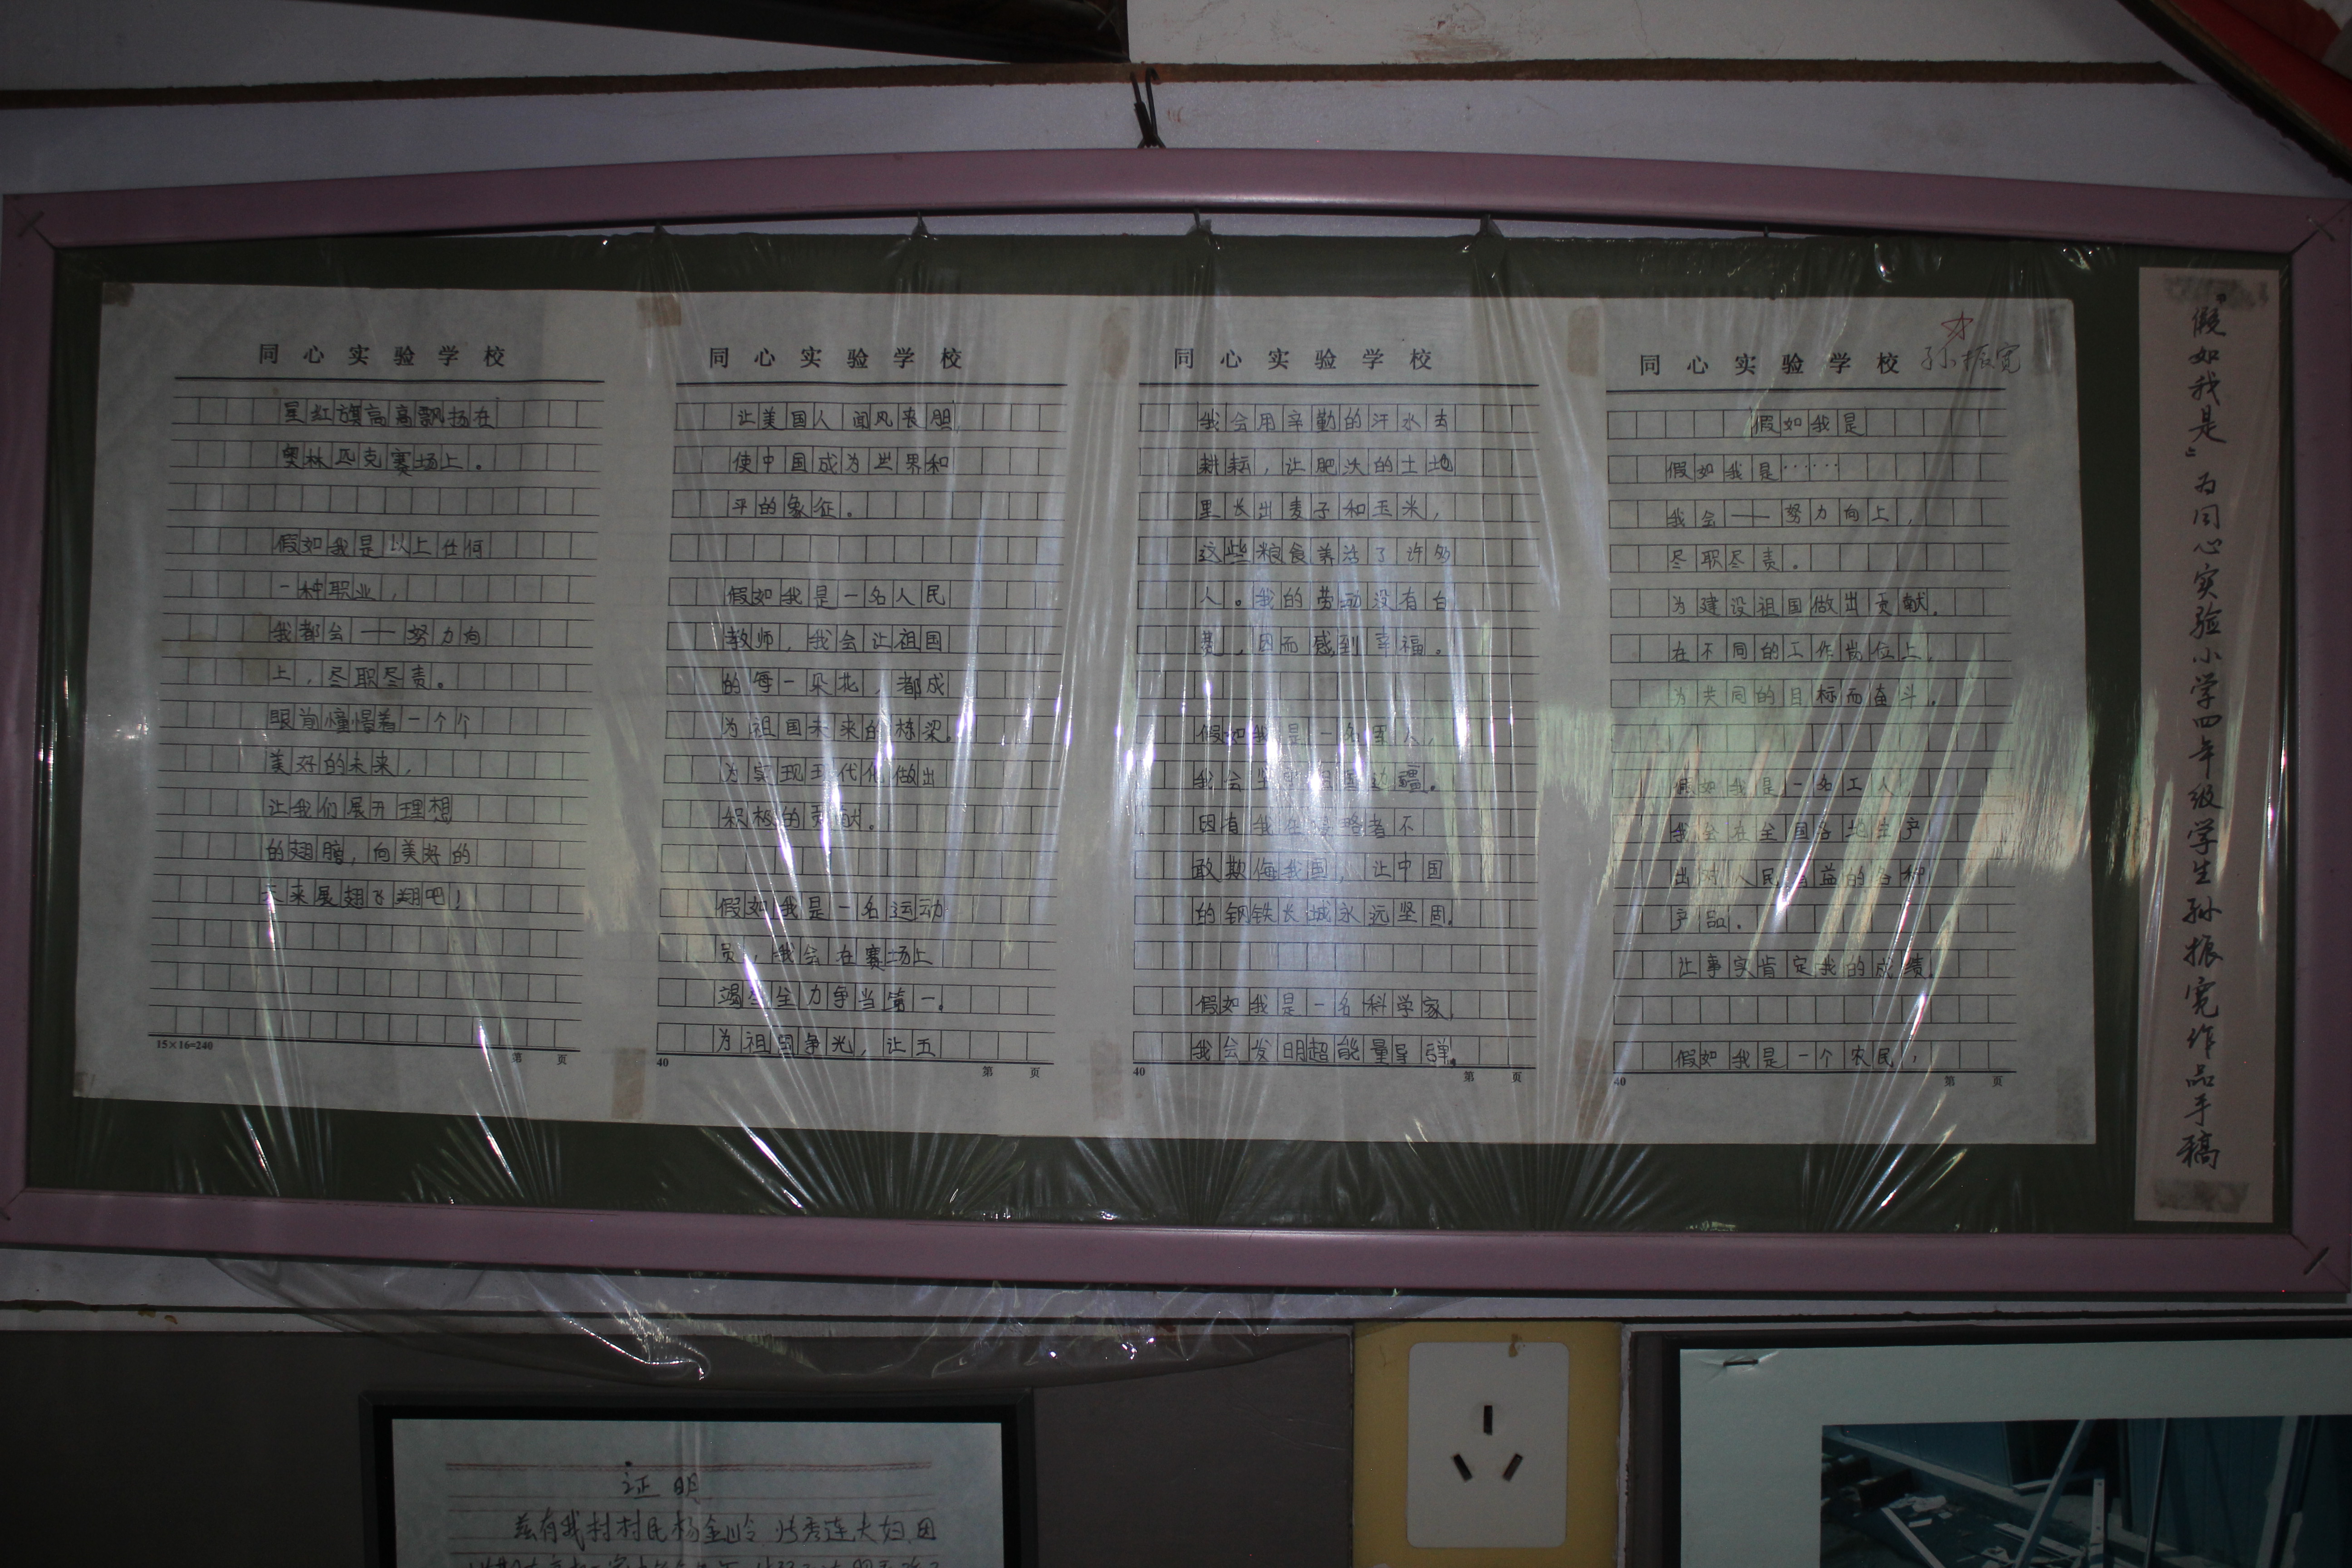 “假如我是”为同心实验小学四年级学生孙振宽作品手稿
同心实验学校 孙振宽
假如我是
假如我是……
我会——努力向上，
尽职尽责。
为建设祖国做出贡献。
在不同的工作岗位上，
为共同的目标而奋斗。
假如我是一名工人，
我会在全国各地生产
出对人民有益的各种
产品。
让事实肯定我的成绩。
假如我是一个农民，
40
第 页
同心实验学校
我会用辛勤的汗水去
耕耘，让肥沃的土地
里长出麦子和玉米，
这些粮食养活了许多
人。我的劳动没有白
费，因而感到幸福。
假如我是一名军人，
我会坚守祖国边疆。
因有我在侵略者不
敢欺侮我国，让中国
的钢铁长城永远坚固。
假如我是一名科学家，
我会发明超能量导弹，
40
第 页
同心实验学校
让美国人闻风丧胆，
使中国成为世界和
平的象征。
假如我是一名人民
教师，我会让祖国
的每一朵花，都成
为祖国未来的栋梁。
为实现现代化做出
积极的贡献。
假如我是一名运动
员，我会在赛场上
竭尽全力争当第一。
为祖国争光，让五
40
第 页
同心实验学校
星红旗高高飘扬在
奥林匹克赛场上。
假如我是以上任何
一种职业，
我都会——努力向
上，尽职尽责。
眼前憧憬着一个个
美好的未来，
让我们展开理想
的翅膀，向美好的
未来展翅飞翔吧！
15×16=240
第 页
证明
兹有我村村民杨金岭
夫妇因